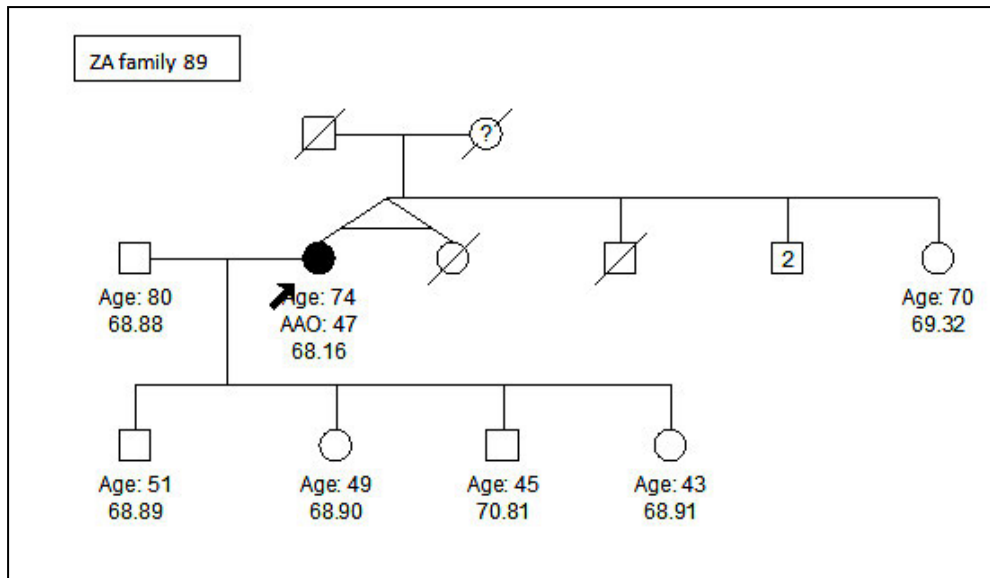 ZA family 89
?
2
Age: 80
68.88
Age: 74
AAO: 47
68.16
Age: 70
69.32
Age: 51
68.89
Age: 49
68.90
Age: 45
70.81
Age: 43
68.91